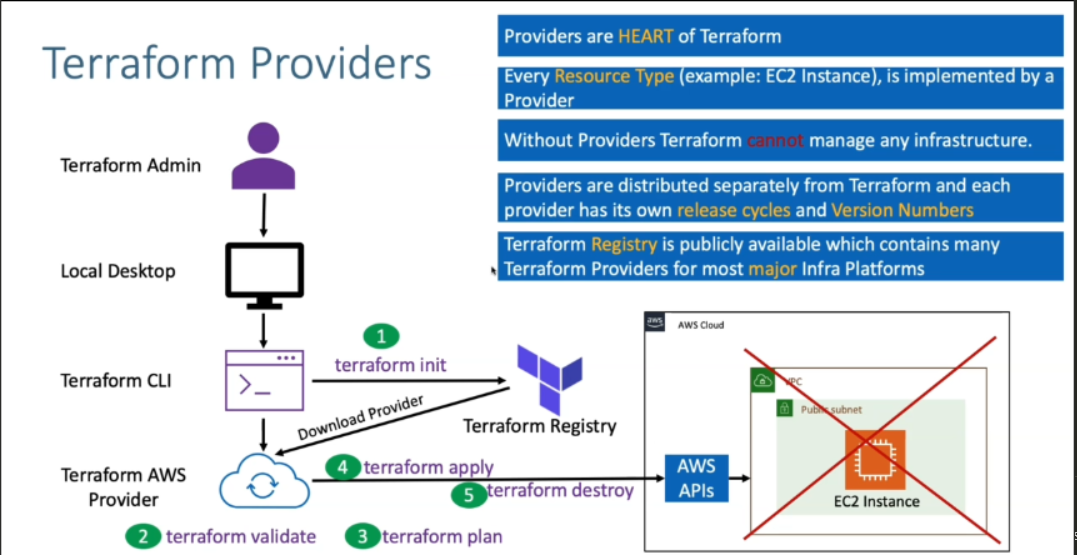 Terraform Providers
Providers are HEART of Terraform
Every Resource Type (example: EC2 Instance), is implemented by a
Provider
Without Providers Terraform cannot manage any infrastructure.
Providers are distributed separately from Terraform and each
provider has its own release cycles and Version Numbers
Terraform Registry is publicly available which contains many
Terraform Providers for most major Infra Platforms
Terraform Admin
Local Desktop
Terraform CLI
>_
1
terraform init
Download Provider
Terraform Registry
Terraform AWS
Provider
4 terraform apply
5 terraform destroy
2 terraform validate
3 terraform plan
aws
AWS Cloud
AWS
APIs
VPC
Public subnet
EC2 Instance